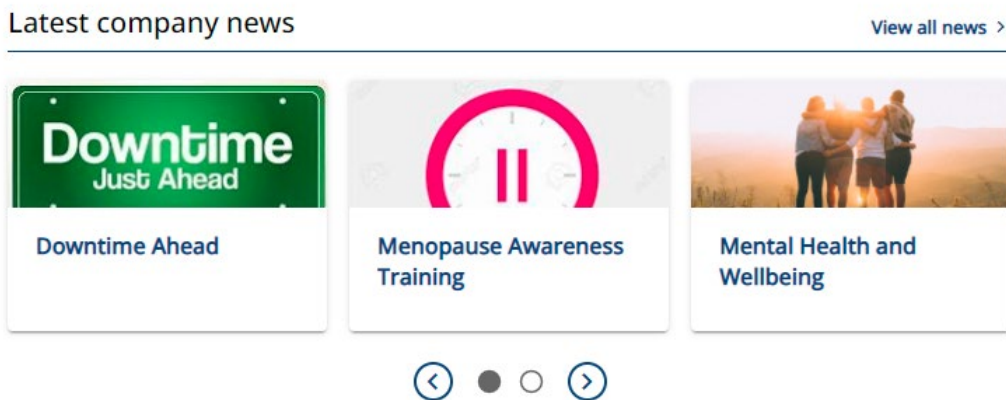 Latest company news
View all news >
Downtime
Just Ahead
Downtime Ahead
Menopause Awareness
Training
Mental Health and
Wellbeing